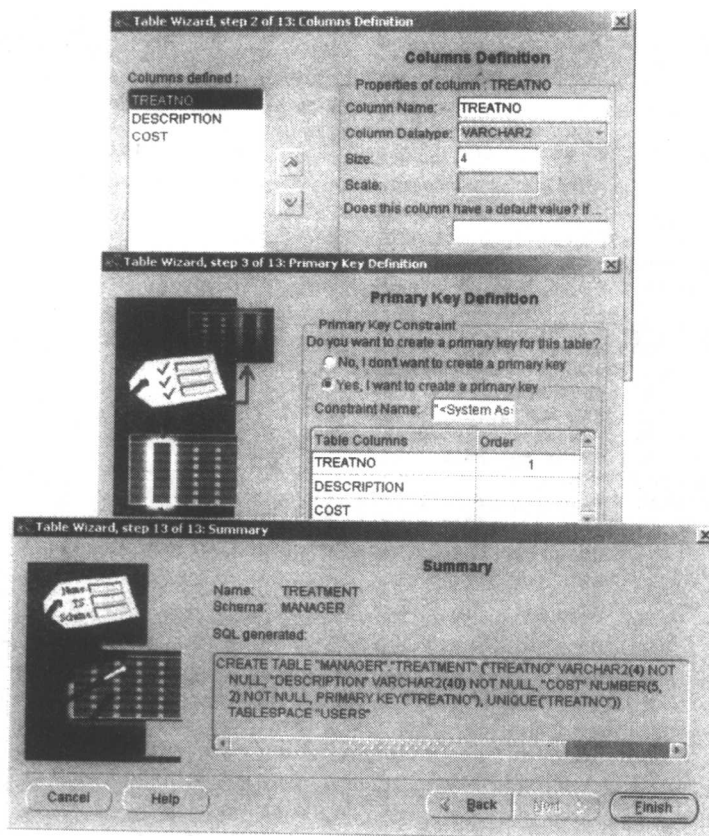 Table Wizard, step 2 of 13: Columns Definition
Columns Definition
Columns defined :
TREATNO
DESCRIPTION
COST
Properties of column : TREATNO
Column Name: TREATNO
Column Datatype: VARCHAR2
Size: 4
Scale:
Does this column have a default value? If ...
Table Wizard, step 3 of 13: Primary Key Definition
Primary Key Definition
Primary Key Constraint
Do you want to create a primary key for this table?
No, I don't want to create a primary key
Yes, I want to create a primary key
Constraint Name: "<System As
Table Columns Order
TREATNO 1
DESCRIPTION
COST
Table Wizard, step 13 of 13: Summary
Summary
Name
TS
Schema
Name: TREATMENT
Schema: MANAGER
SQL generated:
CREATE TABLE "MANAGER"."TREATMENT" ("TREATNO" VARCHAR2(4) NOT
NULL, "DESCRIPTION" VARCHAR2(40) NOT NULL, "COST" NUMBER(5,
2) NOT NULL, PRIMARY KEY("TREATNO"), UNIQUE("TREATNO"))
TABLESPACE "USERS"
Cancel Help Back Next Finish